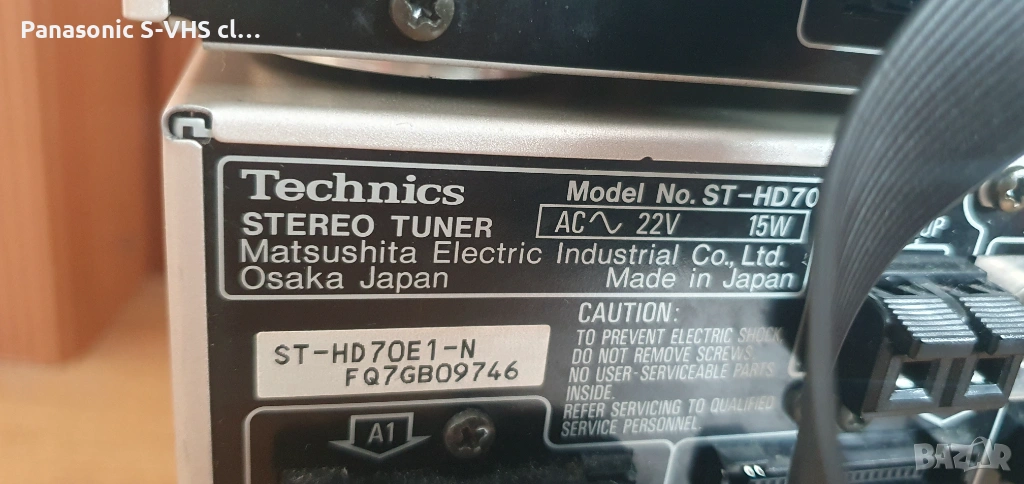 Panasonic S-VHS cl...
Technics
Model No. ST-HD70
STEREO TUNER
AC 22V 15W
Matsushita Electric Industrial Co., Ltd.
Osaka Japan Made in Japan
CAUTION:
TO PREVENT ELECTRIC SHOCK
DO NOT REMOVE SCREWS.
NO USER-SERVICEABLE PARTS
INSIDE.
REFER SERVICING TO QUALIFIED
SERVICE PERSONNEL.
ST-HD70E1-N
FQ7GB09746
A1
BAZAR